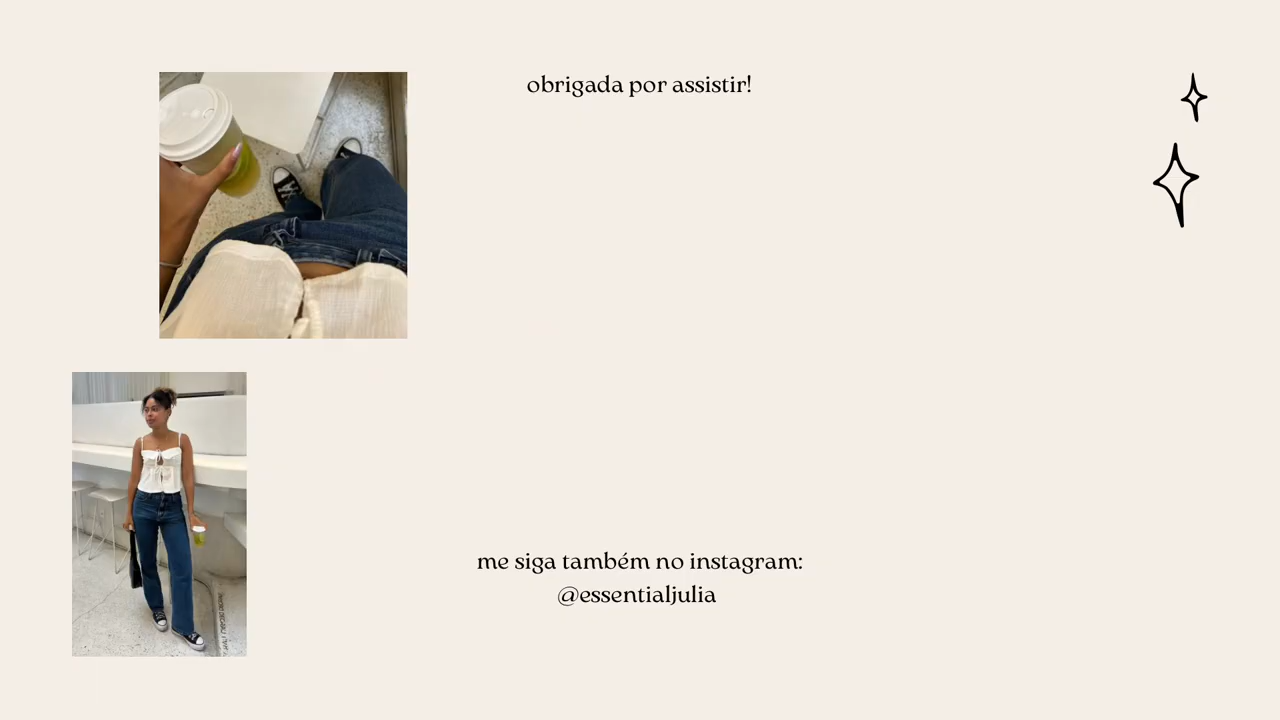 obrigada por assistir!
me siga também no instagram:
@essentialjulia